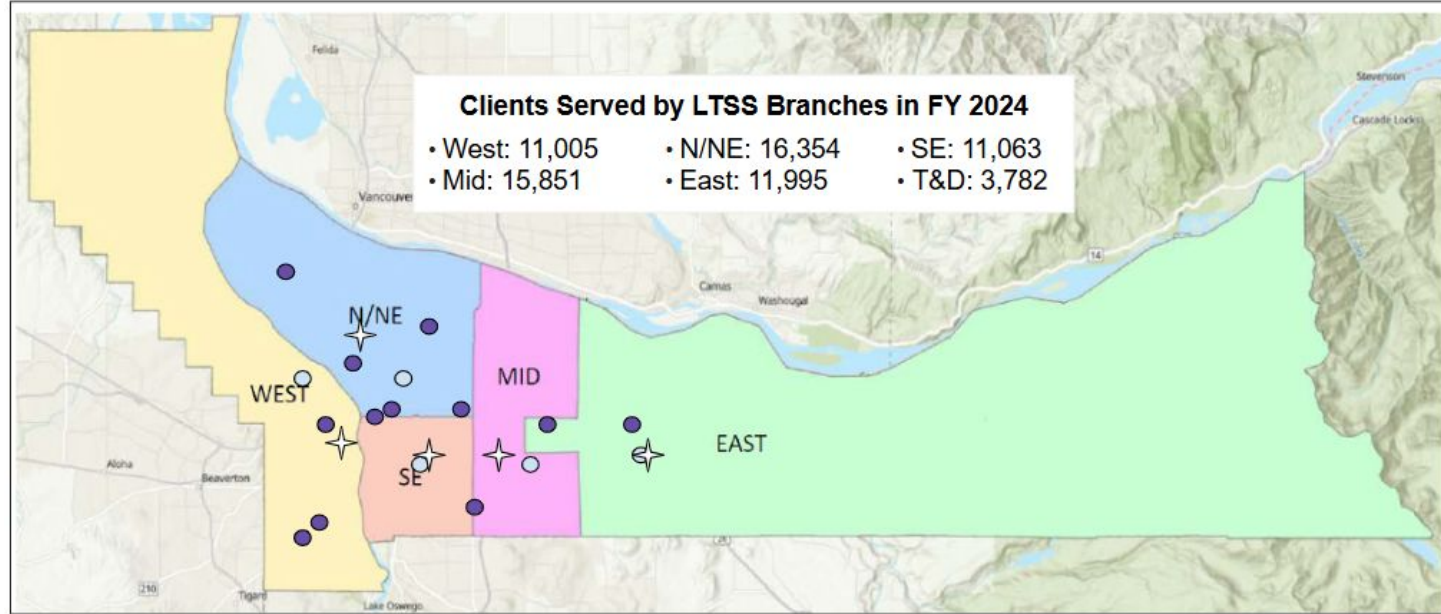 Felida
Stevenson
Clients Served by LTSS Branches in FY 2024
• West: 11,005 • N/NE: 16,354 • SE: 11,063
• Mid: 15,851 • East: 11,995 • T&D: 3,782
Cascade Locks
Vancouver
14
Camas
Washougal
N/NE
MID
WEST
EAST
Aloha
Beaverton
SE
210
Tigard
Lake Oswego